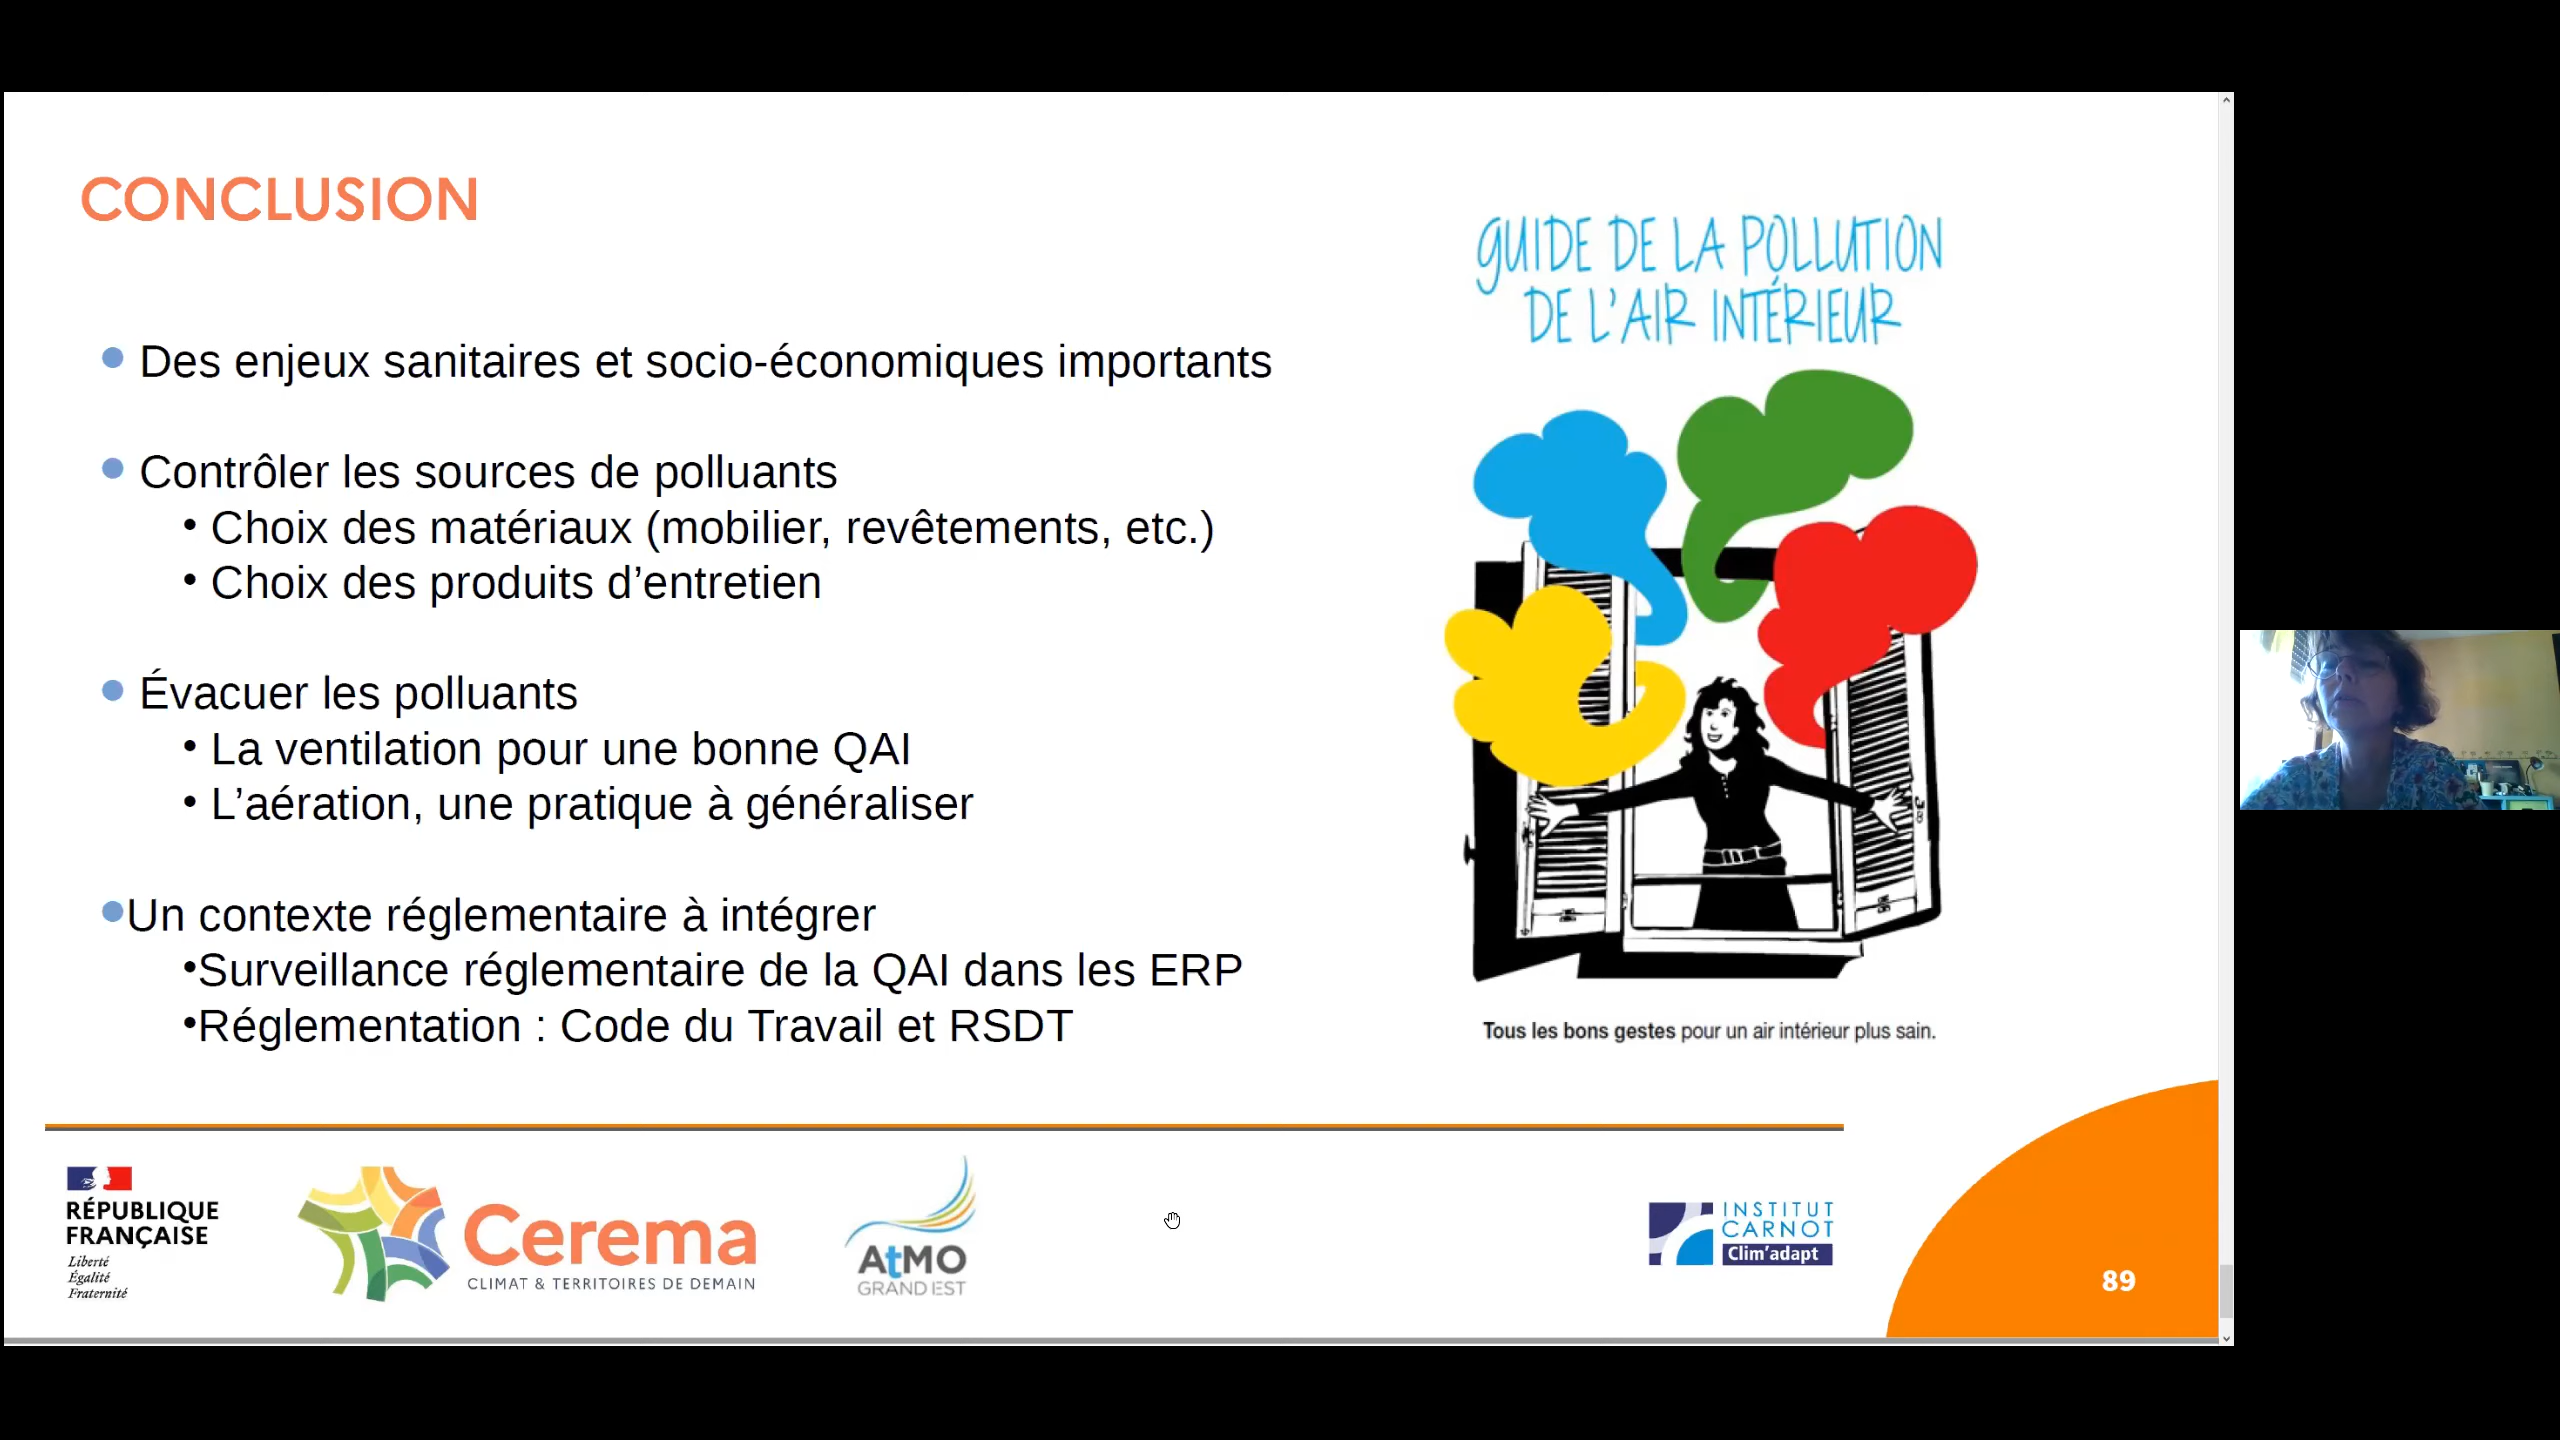 CONCLUSION
• Des enjeux sanitaires et socio-économiques importants
• Contrôler les sources de polluants
• Choix des matériaux (mobilier, revêtements, etc.)
• Choix des produits d’entretien
• Évacuer les polluants
• La ventilation pour une bonne QAI
• L’aération, une pratique à généraliser
•Un contexte réglementaire à intégrer
•Surveillance réglementaire de la QAI dans les ERP
•Réglementation : Code du Travail et RSDT
GUIDE DE LA POLLUTION
DE L’AIR INTÉRIEUR
Tous les bons gestes pour un air intérieur plus sain.
RÉPUBLIQUE
FRANÇAISE
Liberté
Égalité
Fraternité
Cerema
CLIMAT & TERRITOIRES DE DEMAIN
AtMO
GRAND EST
INSTITUT
CARNOT
Clim’adapt
89